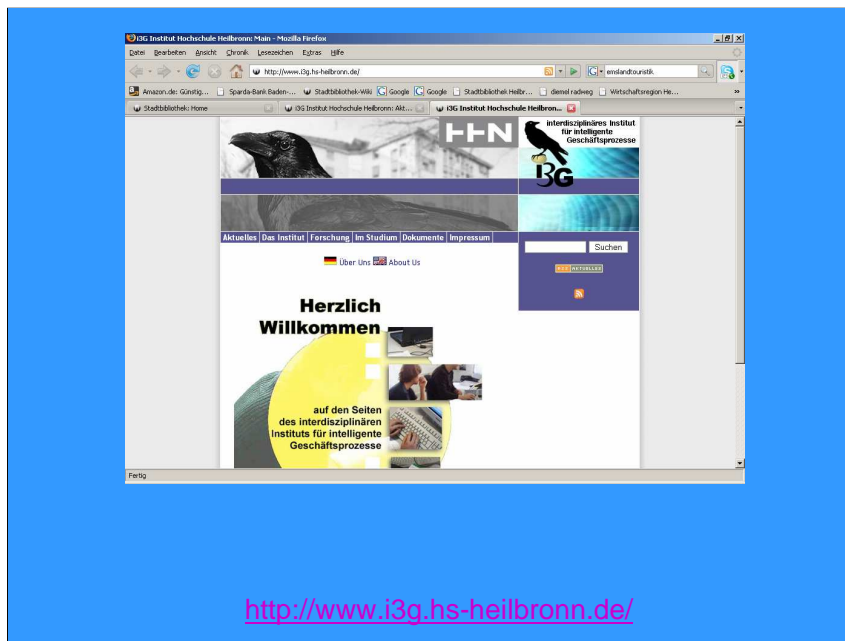 i3G Institut Hochschule Heilbronn: Main - Mozilla Firefox
Datei Bearbeiten Ansicht Chronik Lesezeichen Extras Hilfe
http://www.i3g.hs-heilbronn.de/ emslandtouristik
Amazon.de: Günstig... Sparda-Bank Baden-... Stadtbibliothek-Wiki Google Google Stadtbibliothek Heilbr... diemel radweg Wirtschaftsregion He... »
Stadtbibliothek: Home i3G Institut Hochschule Heilbronn: Akt... i3G Institut Hochschule Heilbron...
HHN
interdisziplinäres Institut
für intelligente
Geschäftsprozesse
I3G
Aktuelles Das Institut Forschung Im Studium Dokumente Impressum
Suchen
Über Uns About Us
RSS AKTUELLES
Herzlich
Willkommen
auf den Seiten
des interdisziplinären
Instituts für intelligente
Geschäftsprozesse
Fertig
http://www.i3g.hs-heilbronn.de/